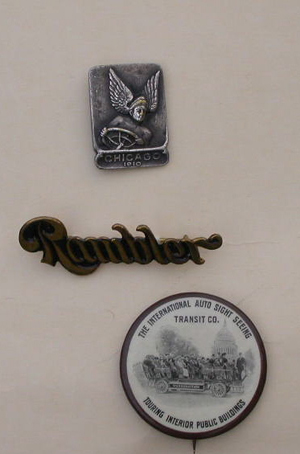 CHICAGO
1910
Rambler
THE INTERNATIONAL AUTO SIGHT SEEING
TRANSIT CO.
TOURING INTERIOR PUBLIC BUILDINGS